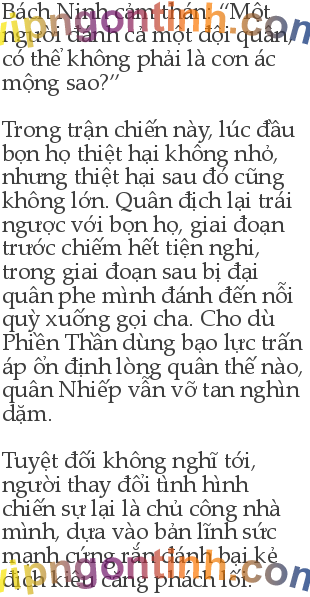 Bách Ninh cảm thán: “Một
người đánh cả một đội quân,
có thể không phải là cơn ác
mộng sao?”
Trong trận chiến này, lúc đầu
bọn họ thiệt hại không nhỏ,
nhưng thiệt hại sau đó cũng
không lớn. Quân địch lại trái
ngược với bọn họ, giai đoạn
trước chiếm hết tiện nghi,
trong giai đoạn sau bị đại
quân phe mình đánh đến nỗi
quỳ xuống gọi cha. Cho dù
Phiên Thần dùng bạo lực trấn
áp ổn định lòng quân thế nào,
quân Nhiếp vẫn vỡ tan nghìn
dặm.
Tuyệt đối không nghĩ tới,
người thay đổi tình hình
chiến sự lại là chủ công nhà
mình, dựa vào bản lĩnh sức
mạnh cứng rắn đánh bại kẻ
địch kiêu căng phách lối.
vipngontinh.com
vipngontinh.com